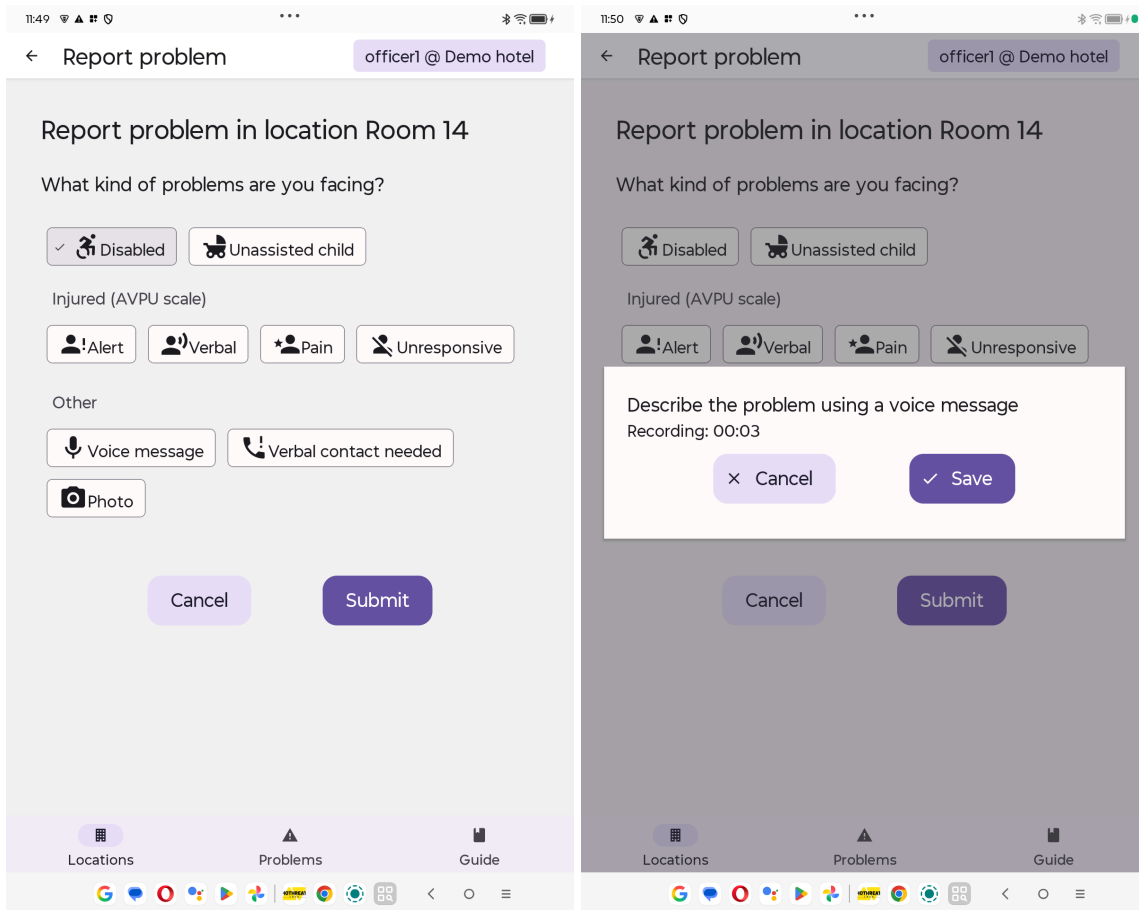 11:49
Report problem
officer1 @ Demo hotel
Report problem in location Room 14
What kind of problems are you facing?
Disabled
Unassisted child
Injured (AVPU scale)
Alert
Verbal
Pain
Unresponsive
Other
Voice message
Verbal contact needed
Photo
Cancel
Submit
Locations
Problems
Guide
11:50
Report problem
officer1 @ Demo hotel
Report problem in location Room 14
What kind of problems are you facing?
Disabled
Unassisted child
Injured (AVPU scale)
Alert
Verbal
Pain
Unresponsive
Describe the problem using a voice message
Recording: 00:03
Cancel
Save
Cancel
Submit
Locations
Problems
Guide